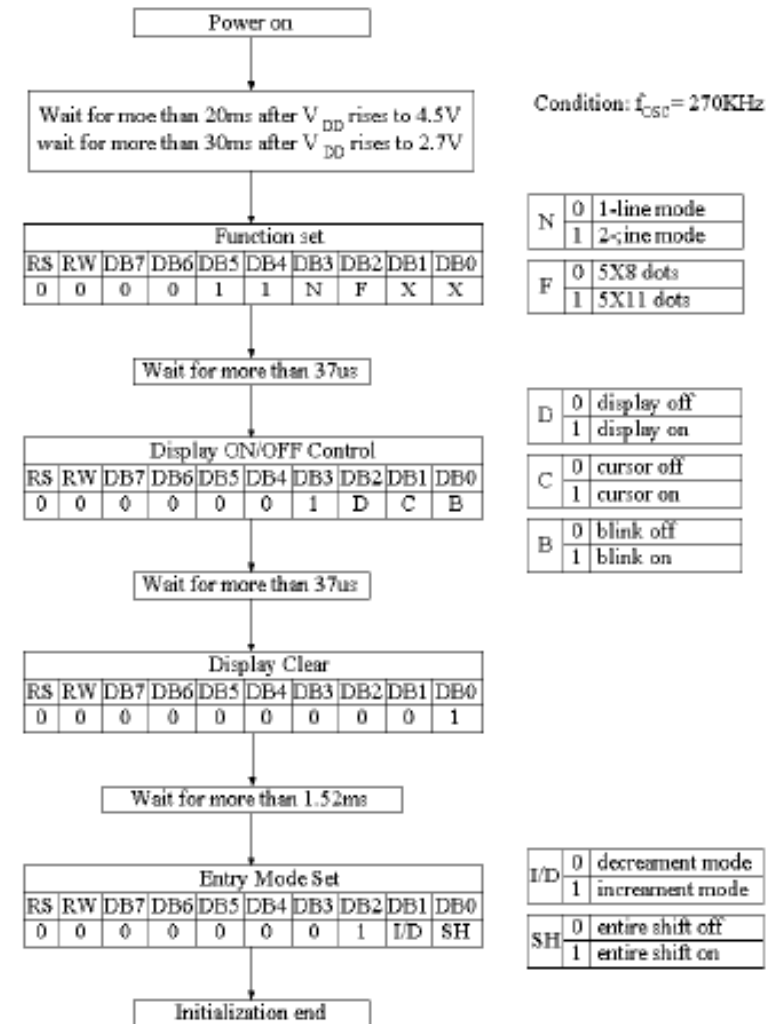 Power on
Wait for moe than 20ms after V DD rises to 4.5V
wait for more than 30ms after V DD rises to 2.7V
Condition: fOSC= 270KHz
Function set
RS RW DB7 DB6 DB5 DB4 DB3 DB2 DB1 DB0
0 0 0 0 1 1 N F X X
N 0 1-line mode
1 2-;ine mode
F 0 5X8 dots
1 5X11 dots
Wait for more than 37us
Display ON/OFF Control
RS RW DB7 DB6 DB5 DB4 DB3 DB2 DB1 DB0
0 0 0 0 0 0 1 D C B
D 0 display off
1 display on
C 0 cursor off
1 cursor on
B 0 blink off
1 blink on
Wait for more than 37us
Display Clear
RS RW DB7 DB6 DB5 DB4 DB3 DB2 DB1 DB0
0 0 0 0 0 0 0 0 0 1
Wait for more than 1.52ms
Entry Mode Set
RS RW DB7 DB6 DB5 DB4 DB3 DB2 DB1 DB0
0 0 0 0 0 0 0 1 I/D SH
I/D 0 decreament mode
1 increament mode
SH 0 entire shift off
1 entire shift on
Initialization end